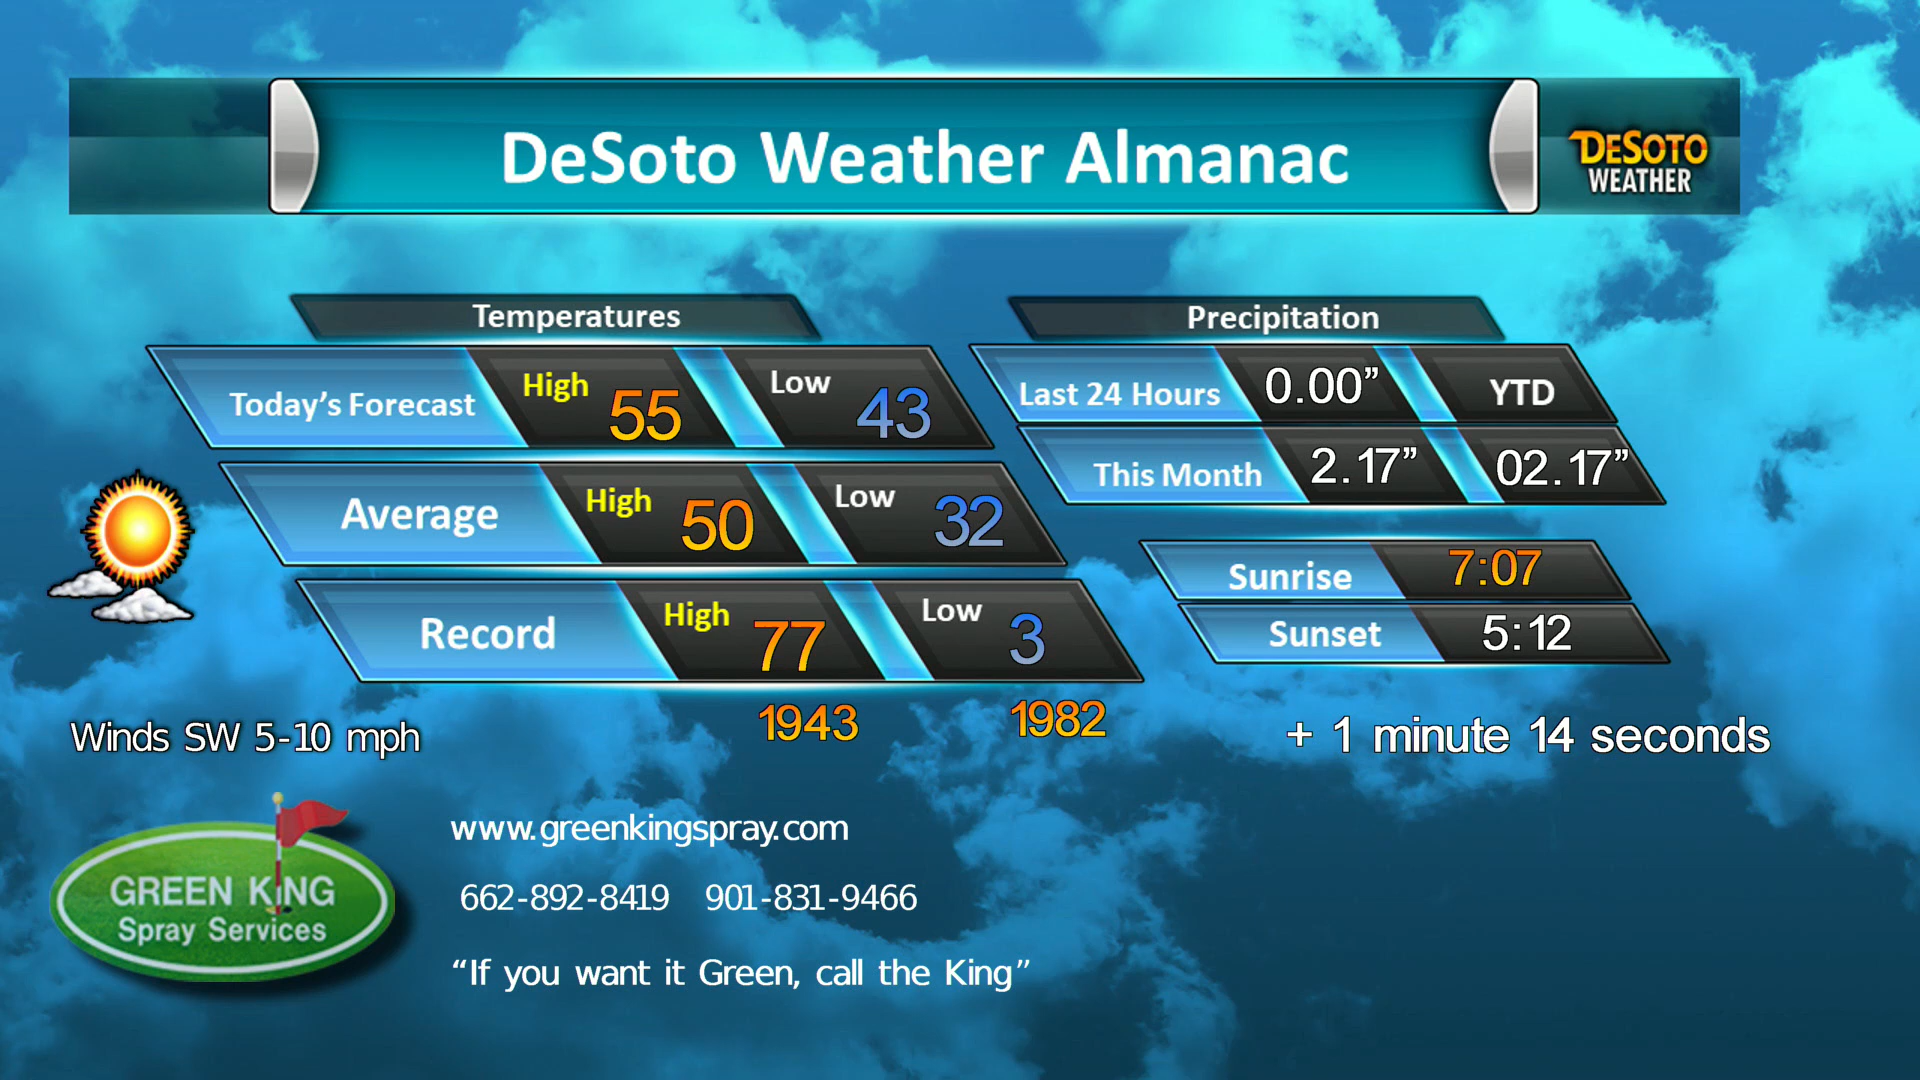 DeSoto Weather Almanac
DESOTO
WEATHER
Temperatures
Today’s Forecast High 55 Low 43
Average High 50 Low 32
Record High 77 Low 3
1943 1982
Precipitation
Last 24 Hours 0.00” YTD
This Month 2.17” 02.17”
Sunrise 7:07
Sunset 5:12
Winds SW 5-10 mph
+ 1 minute 14 seconds
GREEN KING
Spray Services
www.greenkingspray.com
662-892-8419 901-831-9466
“If you want it Green, call the King”